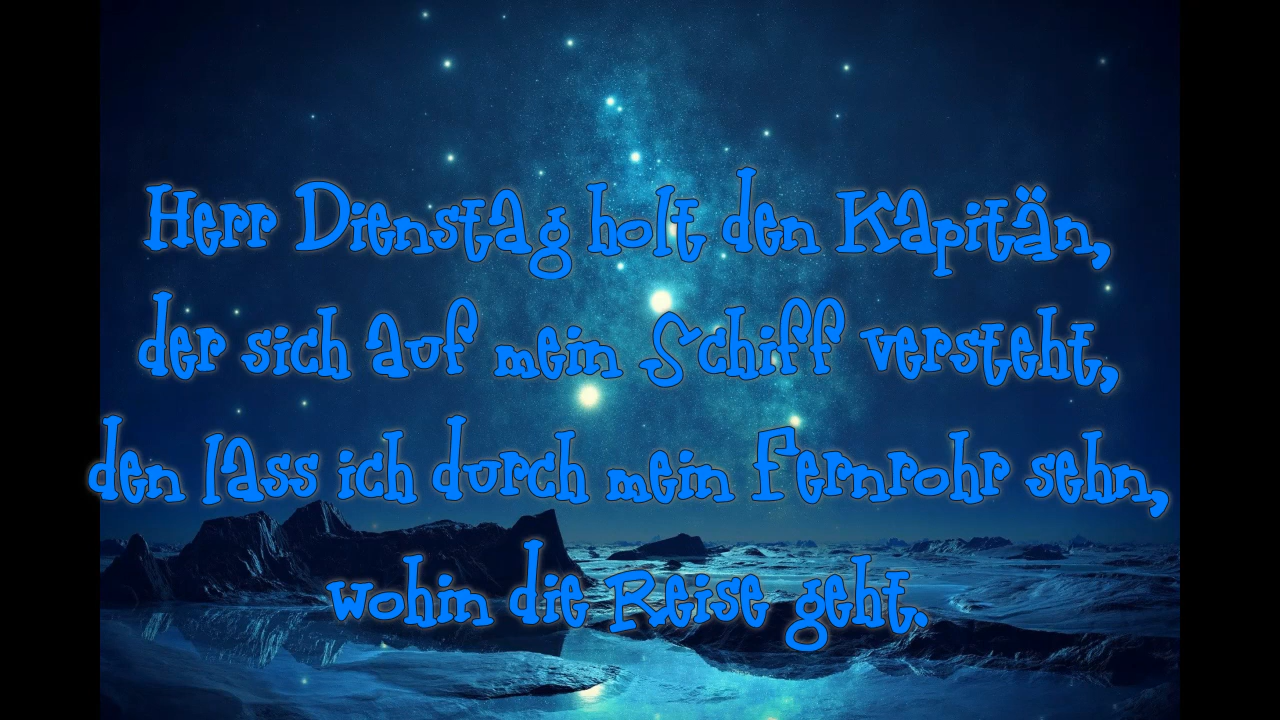 Herr Dienstag holt den Kapitän,
der sich auf mein Schiff versteht,
den lass ich durch mein Fernrohr sehn,
wohin die Reise geht.